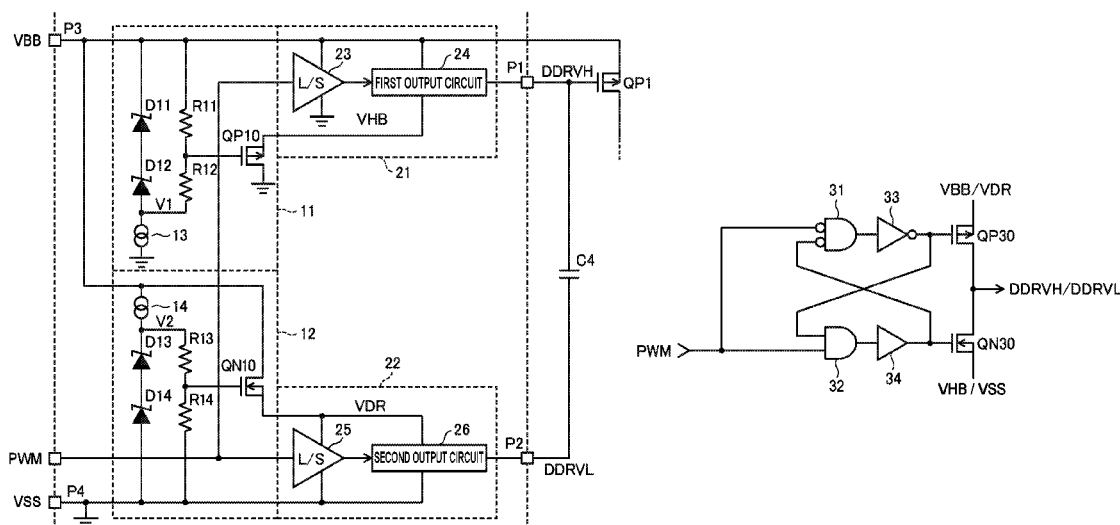 VBB
P3
23
24
L/S
FIRST OUTPUT CIRCUIT
P1
DDRVH
QP1
D11
R11
QP10
VHB
D12
R12
21
V1
11
13
C4
14
V2
12
D13
R13
QN10
22
D14
R14
VDR
25
26
L/S
SECOND OUTPUT CIRCUIT
P2
DDRVL
PWM
VSS
P4
31
33
VBB/VDR
QP30
DDRVH/DDRVL
PWM
QN30
32
34
VHB/VSS